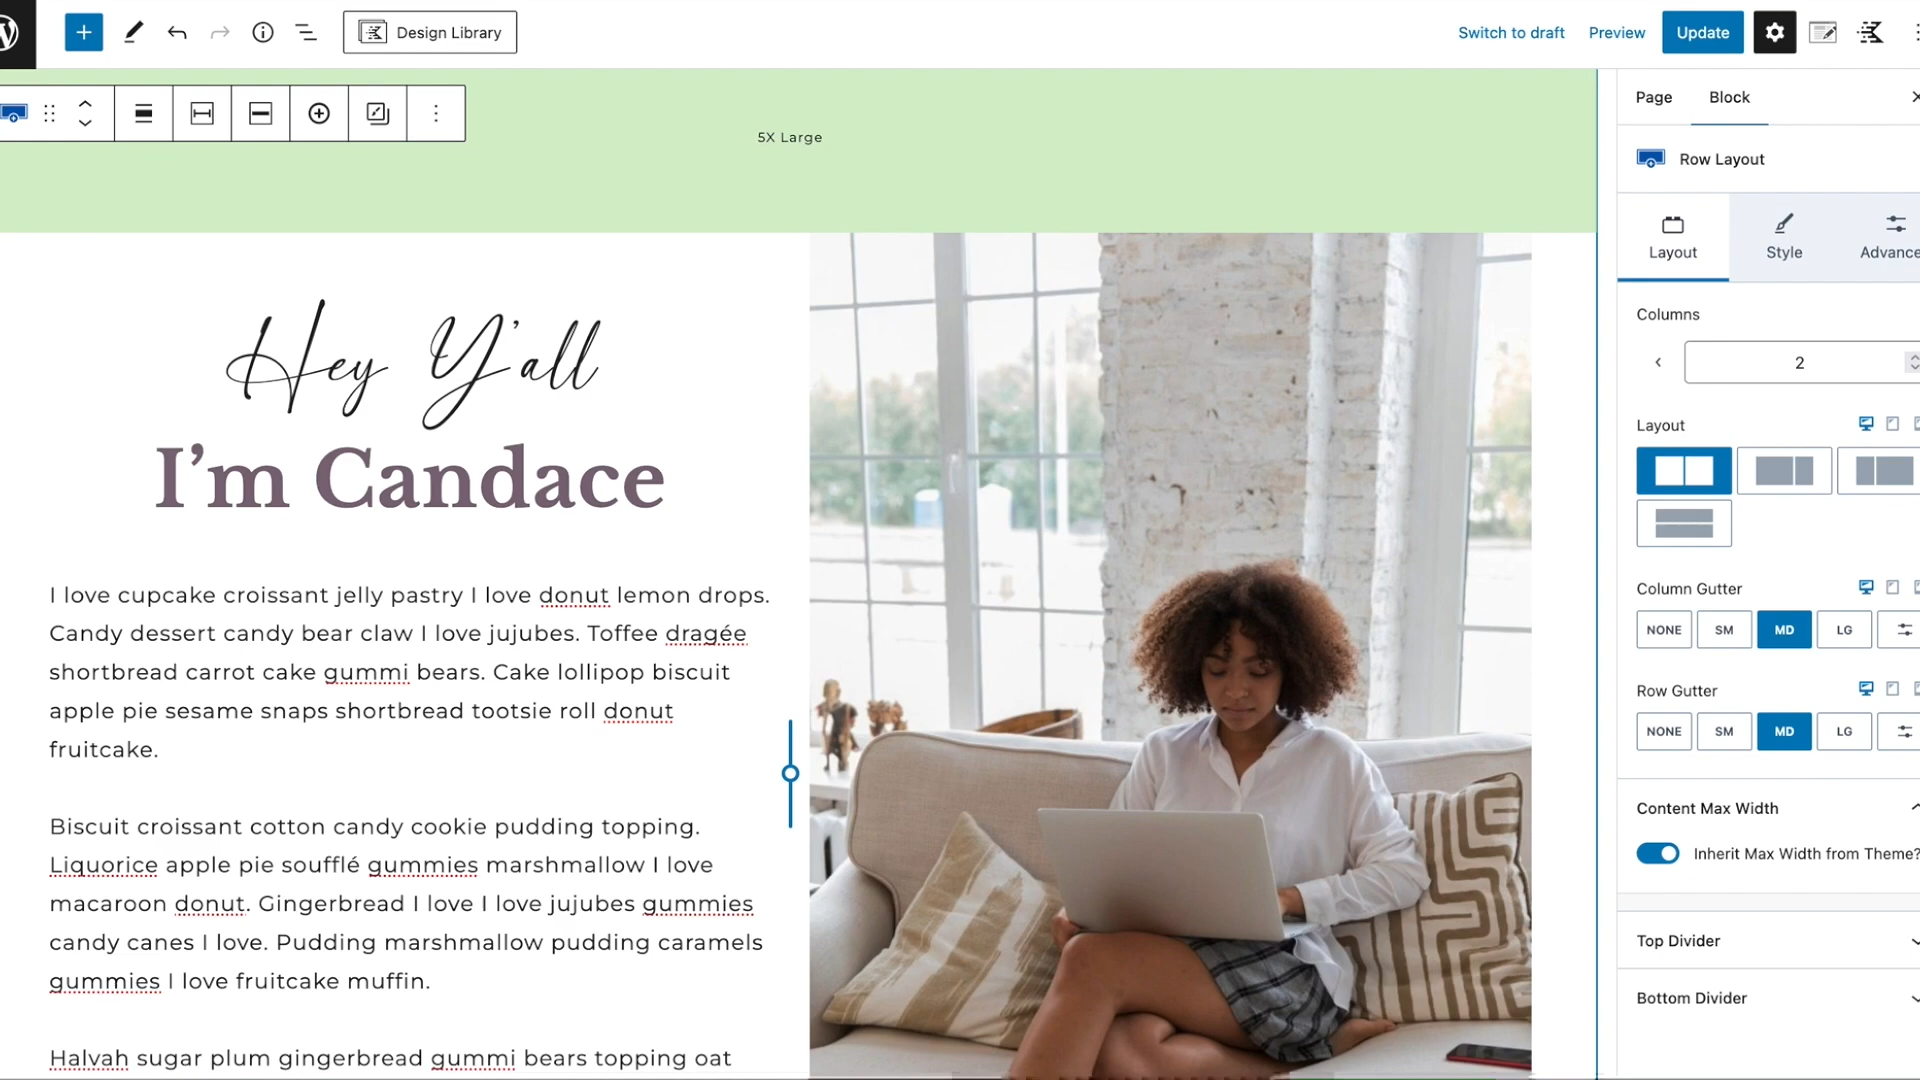 Design Library
Switch to draft
Preview
Update
5X Large
Page
Block
Row Layout
Layout
Style
Advance
Columns
2
Layout
Column Gutter
NONE
SM
MD
LG
Row Gutter
NONE
SM
MD
LG
Content Max Width
Inherit Max Width from Theme?
Top Divider
Bottom Divider
Hey Y'all
I'm Candace
I love cupcake croissant jelly pastry I love donut lemon drops.
Candy dessert candy bear claw I love jujubes. Toffee dragée
shortbread carrot cake gummi bears. Cake lollipop biscuit
apple pie sesame snaps shortbread tootsie roll donut
fruitcake.
Biscuit croissant cotton candy cookie pudding topping.
Liquorice apple pie soufflé gummies marshmallow I love
macaroon donut. Gingerbread I love I love jujubes gummies
candy canes I love. Pudding marshmallow pudding caramels
gummies I love fruitcake muffin.
Halvah sugar plum gingerbread gummi bears topping oat